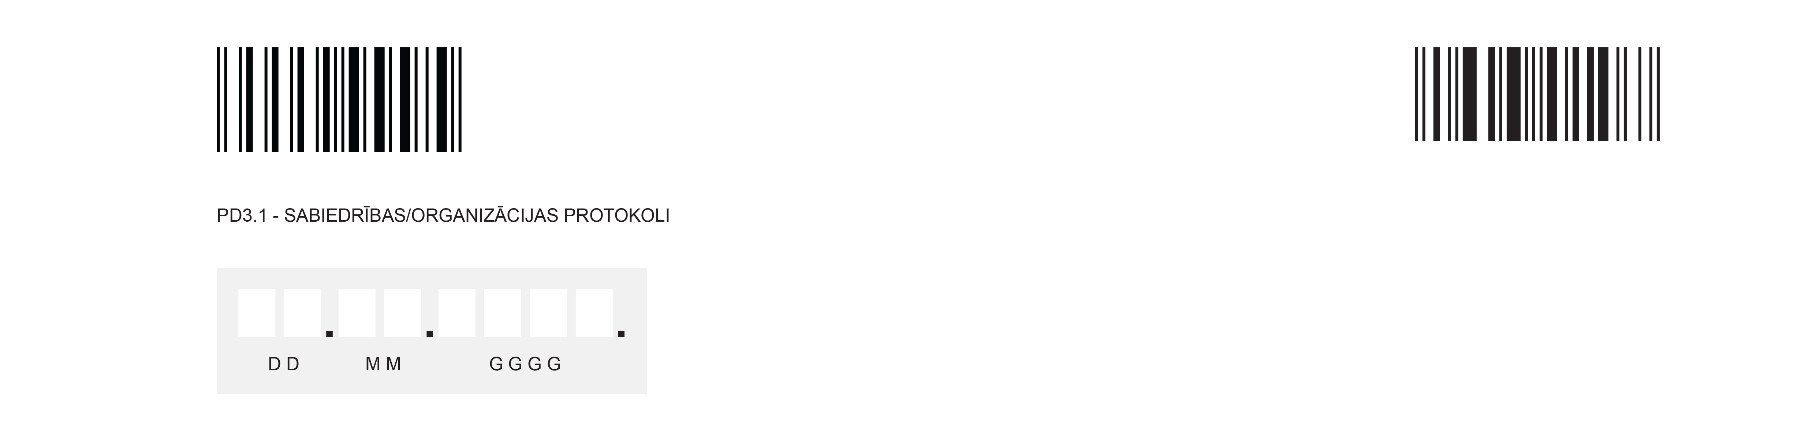 PD3.1 - SABIEDRĪBAS/ORGANIZĀCIJAS PROTOKOLI
. . .
DD MM GGGG